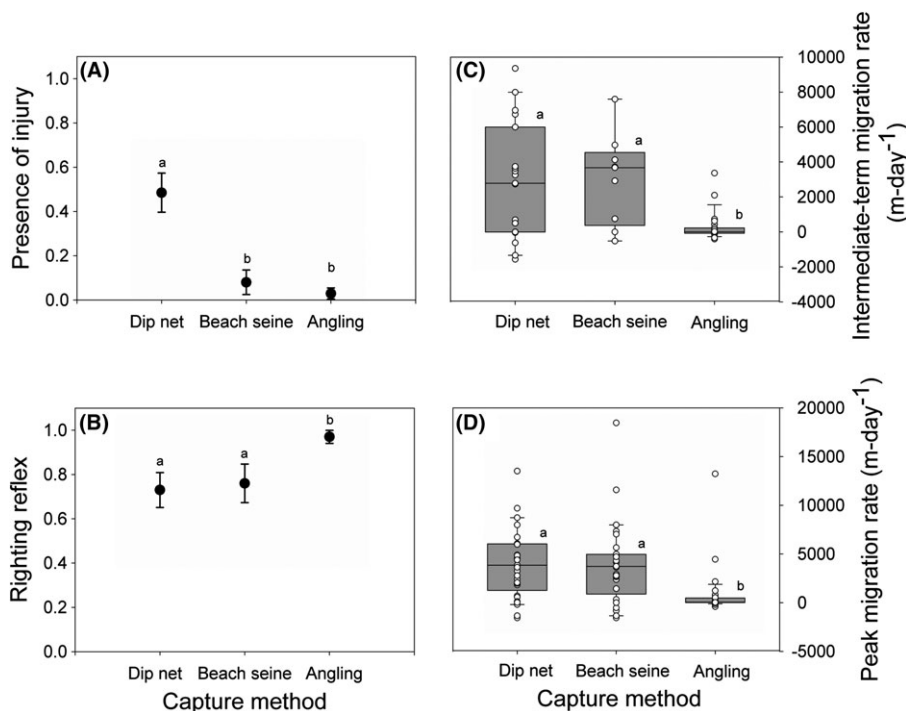 (A)
Presence of injury
1.0
0.8
0.6
0.4
0.2
0.0
a
b
b
Dip net Beach seine Angling
(C)
Intermediate-term migration rate
(m-day⁻¹)
10000
8000
6000
4000
2000
0
-2000
-4000
a
a
b
Dip net Beach seine Angling
(B)
Righting reflex
1.0
0.8
0.6
0.4
0.2
0.0
a
a
b
Dip net Beach seine Angling
Capture method
(D)
Peak migration rate (m-day⁻¹)
20000
15000
10000
5000
0
-5000
a
a
b
Dip net Beach seine Angling
Capture method